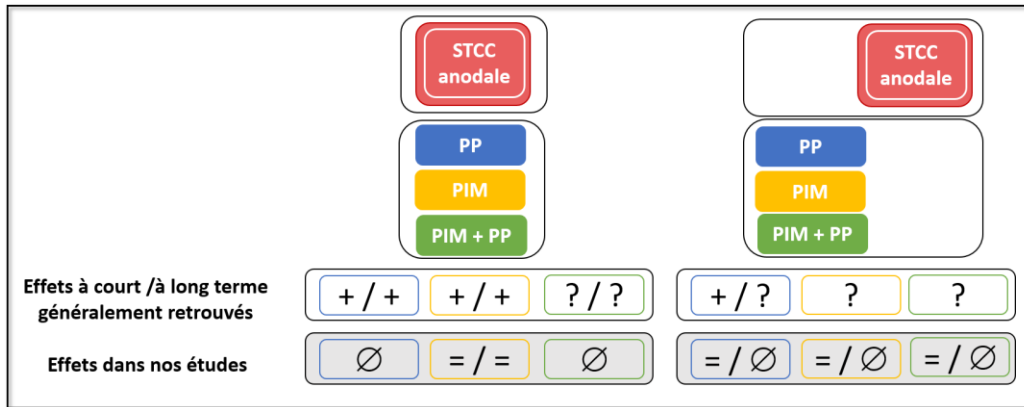 STCC
anodale
STCC
anodale
PP
PIM
PIM + PP
PP
PIM
PIM + PP
Effets à court /à long terme
généralement retrouvés
+ / + + / + ? / ? + / ? ? ?
Effets dans nos études
∅ = / = ∅ = / ∅ = / ∅ = / ∅